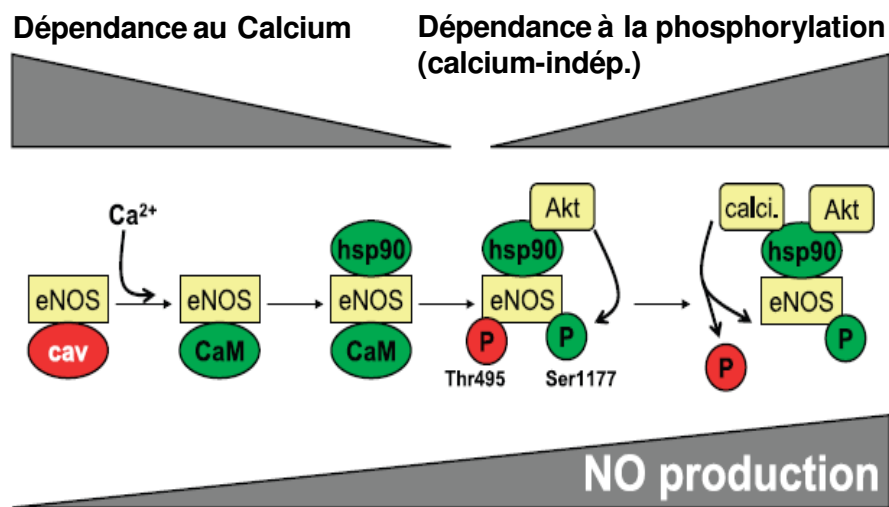 Dépendance au Calcium
Dépendance à la phosphorylation
(calcium-indép.)
Ca²⁺
Akt
calci.
Akt
hsp90
hsp90
hsp90
eNOS
eNOS
eNOS
eNOS
eNOS
cav
CaM
CaM
P
P
P
P
Thr495
Ser1177
NO production